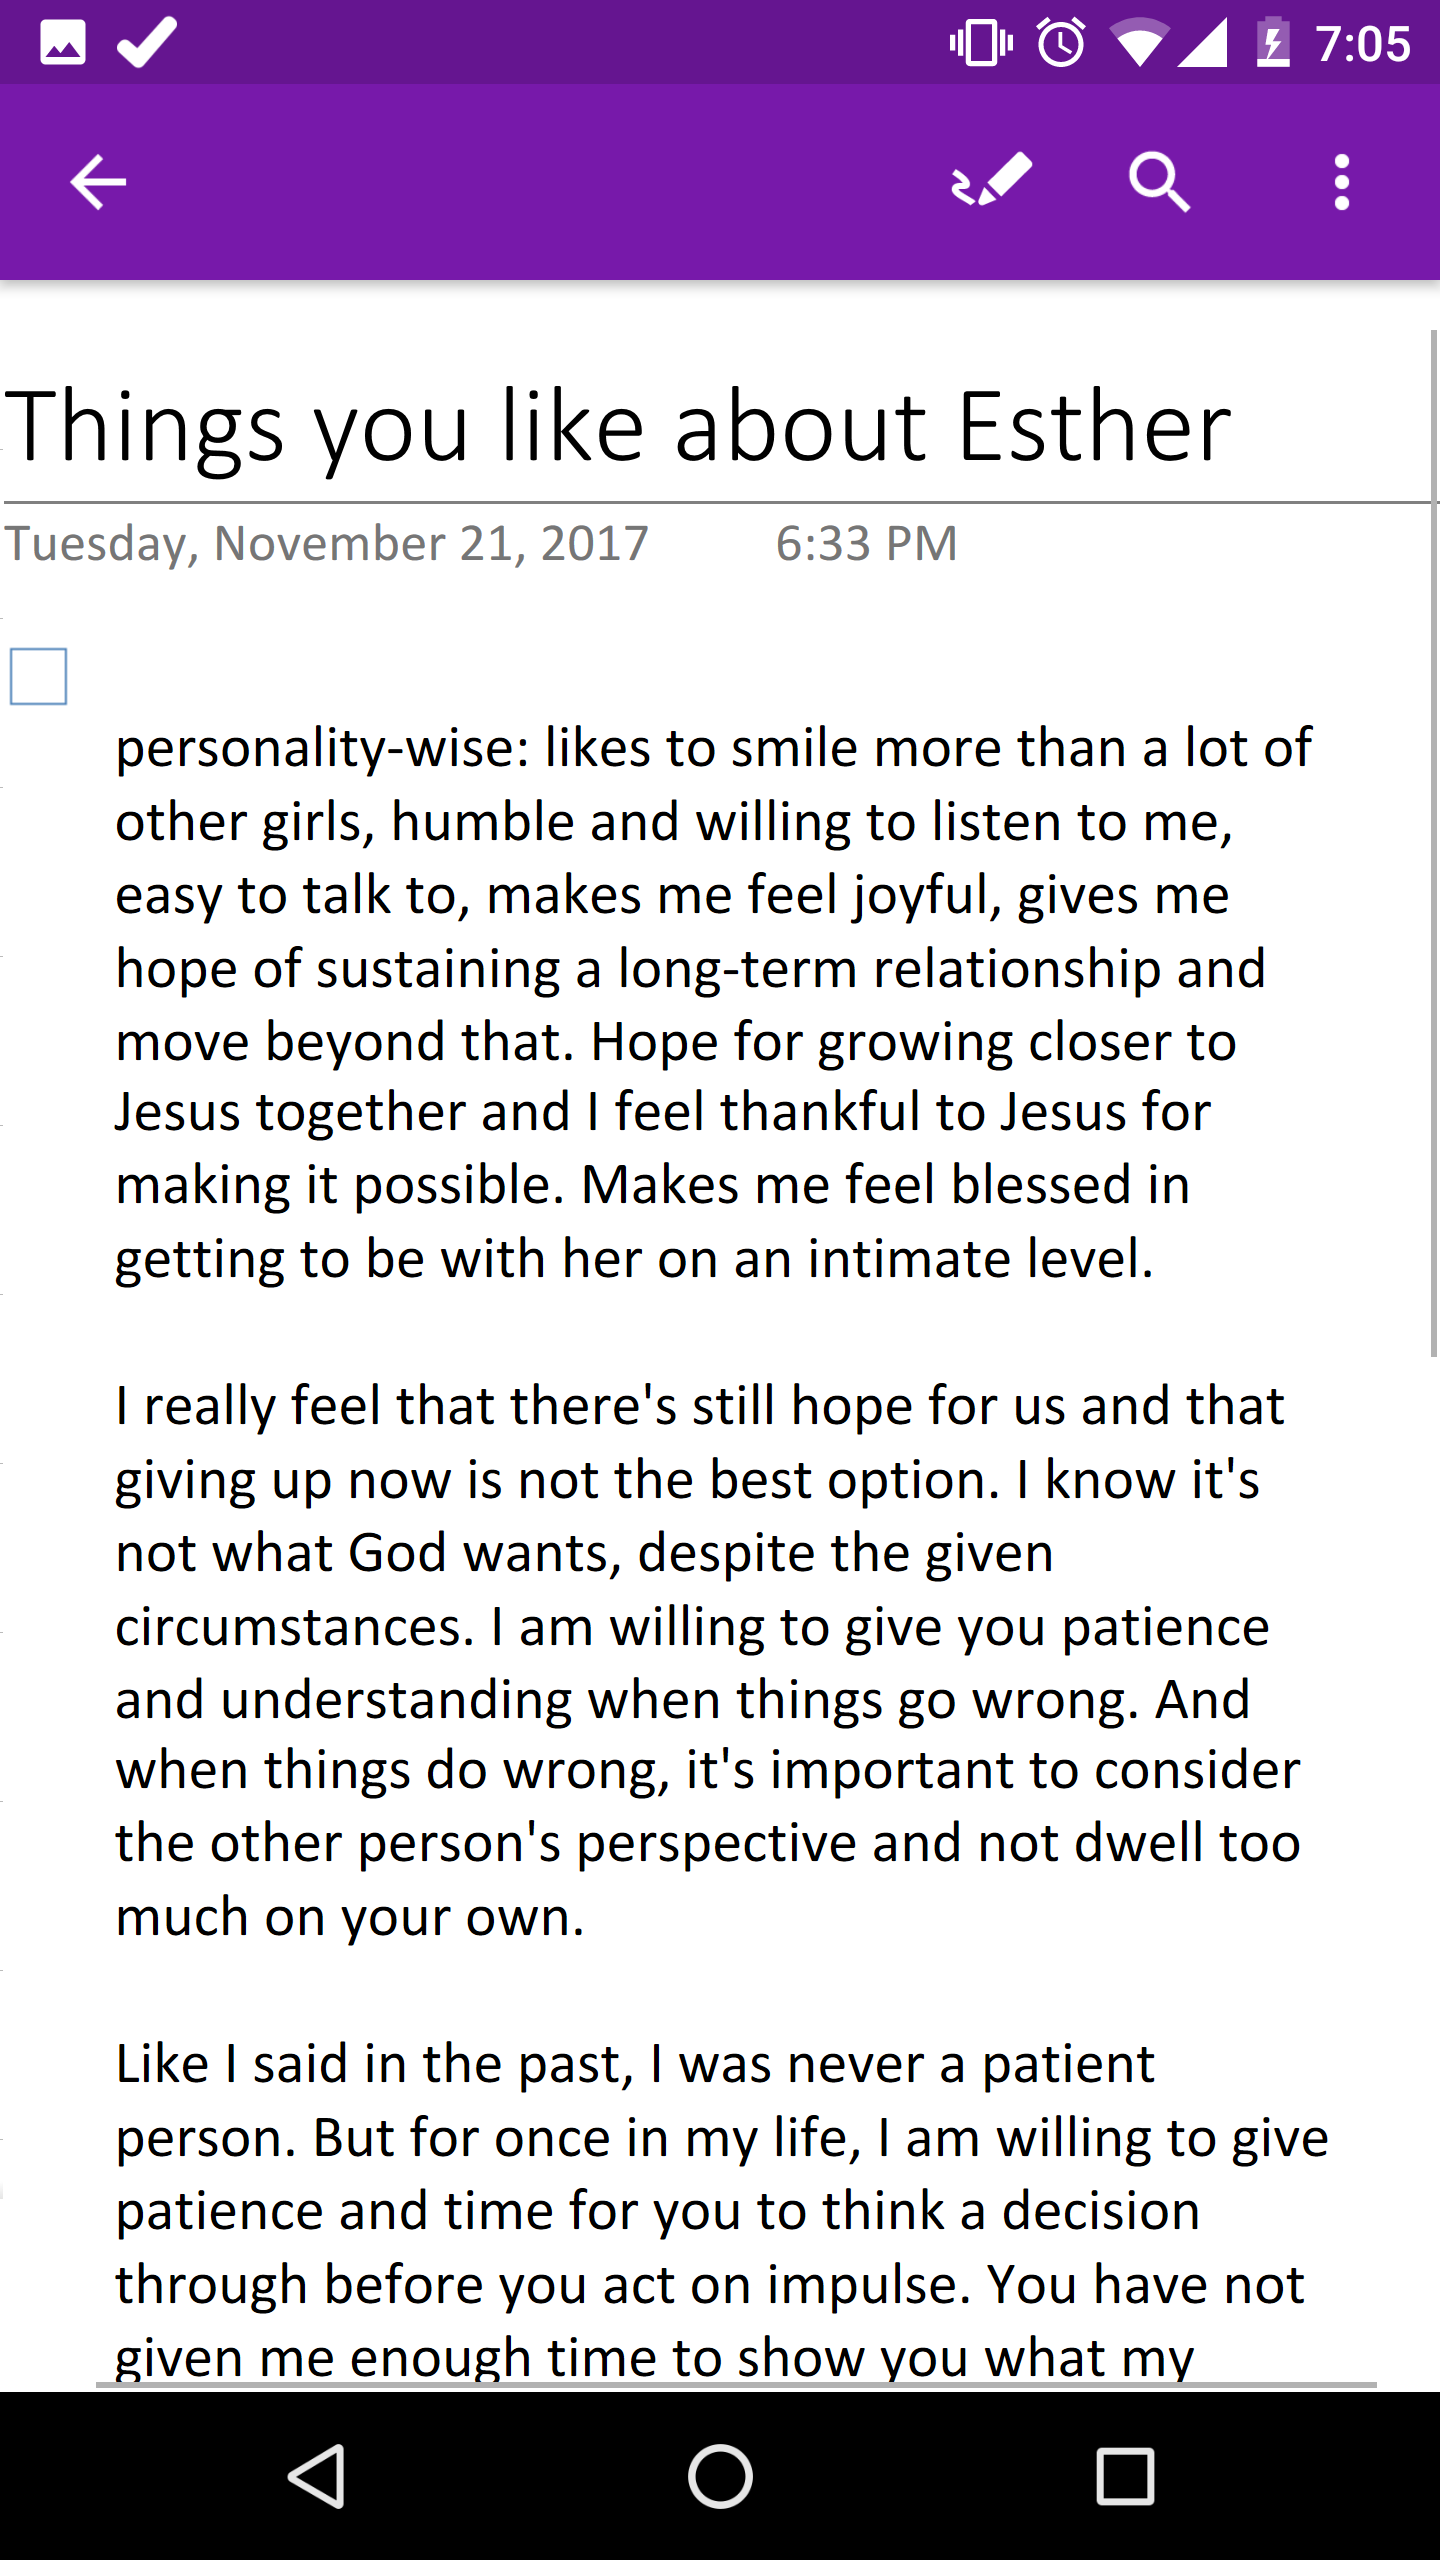 7:05
Things you like about Esther
Tuesday, November 21, 2017 6:33 PM
personality-wise: likes to smile more than a lot of
other girls, humble and willing to listen to me,
easy to talk to, makes me feel joyful, gives me
hope of sustaining a long-term relationship and
move beyond that. Hope for growing closer to
Jesus together and I feel thankful to Jesus for
making it possible. Makes me feel blessed in
getting to be with her on an intimate level.
I really feel that there's still hope for us and that
giving up now is not the best option. I know it's
not what God wants, despite the given
circumstances. I am willing to give you patience
and understanding when things go wrong. And
when things do wrong, it's important to consider
the other person's perspective and not dwell too
much on your own.
Like I said in the past, I was never a patient
person. But for once in my life, I am willing to give
patience and time for you to think a decision
through before you act on impulse. You have not
given me enough time to show you what my